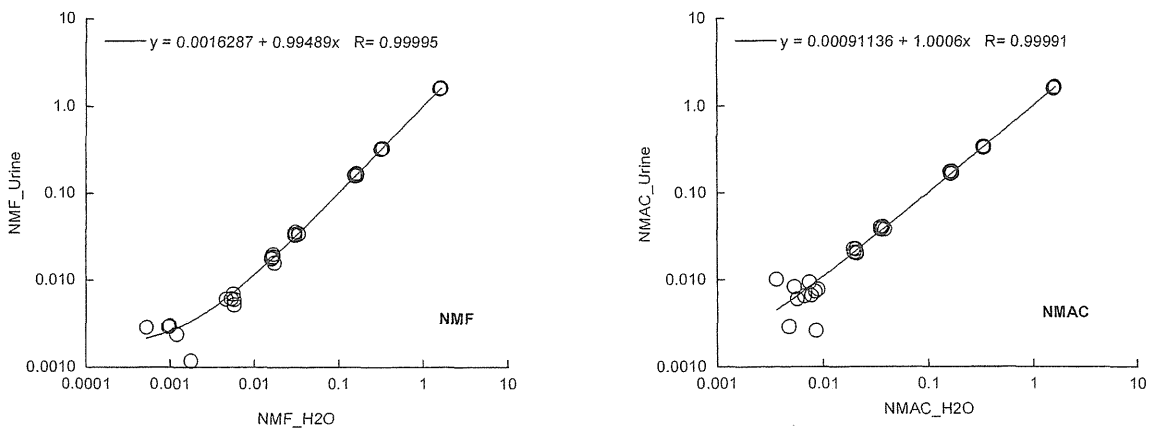 y = 0.0016287 + 0.99489x R= 0.99995
10
1.0
0.10
0.010
0.0010
0.0001
0.001
0.01
0.1
1
10
NMF_Urine
NMF
NMF_H2O
y = 0.00091136 + 1.0006x R= 0.99991
10
1.0
0.10
0.010
0.0010
0.001
0.01
0.1
1
10
NMAC_Urine
NMAC
NMAC_H2O